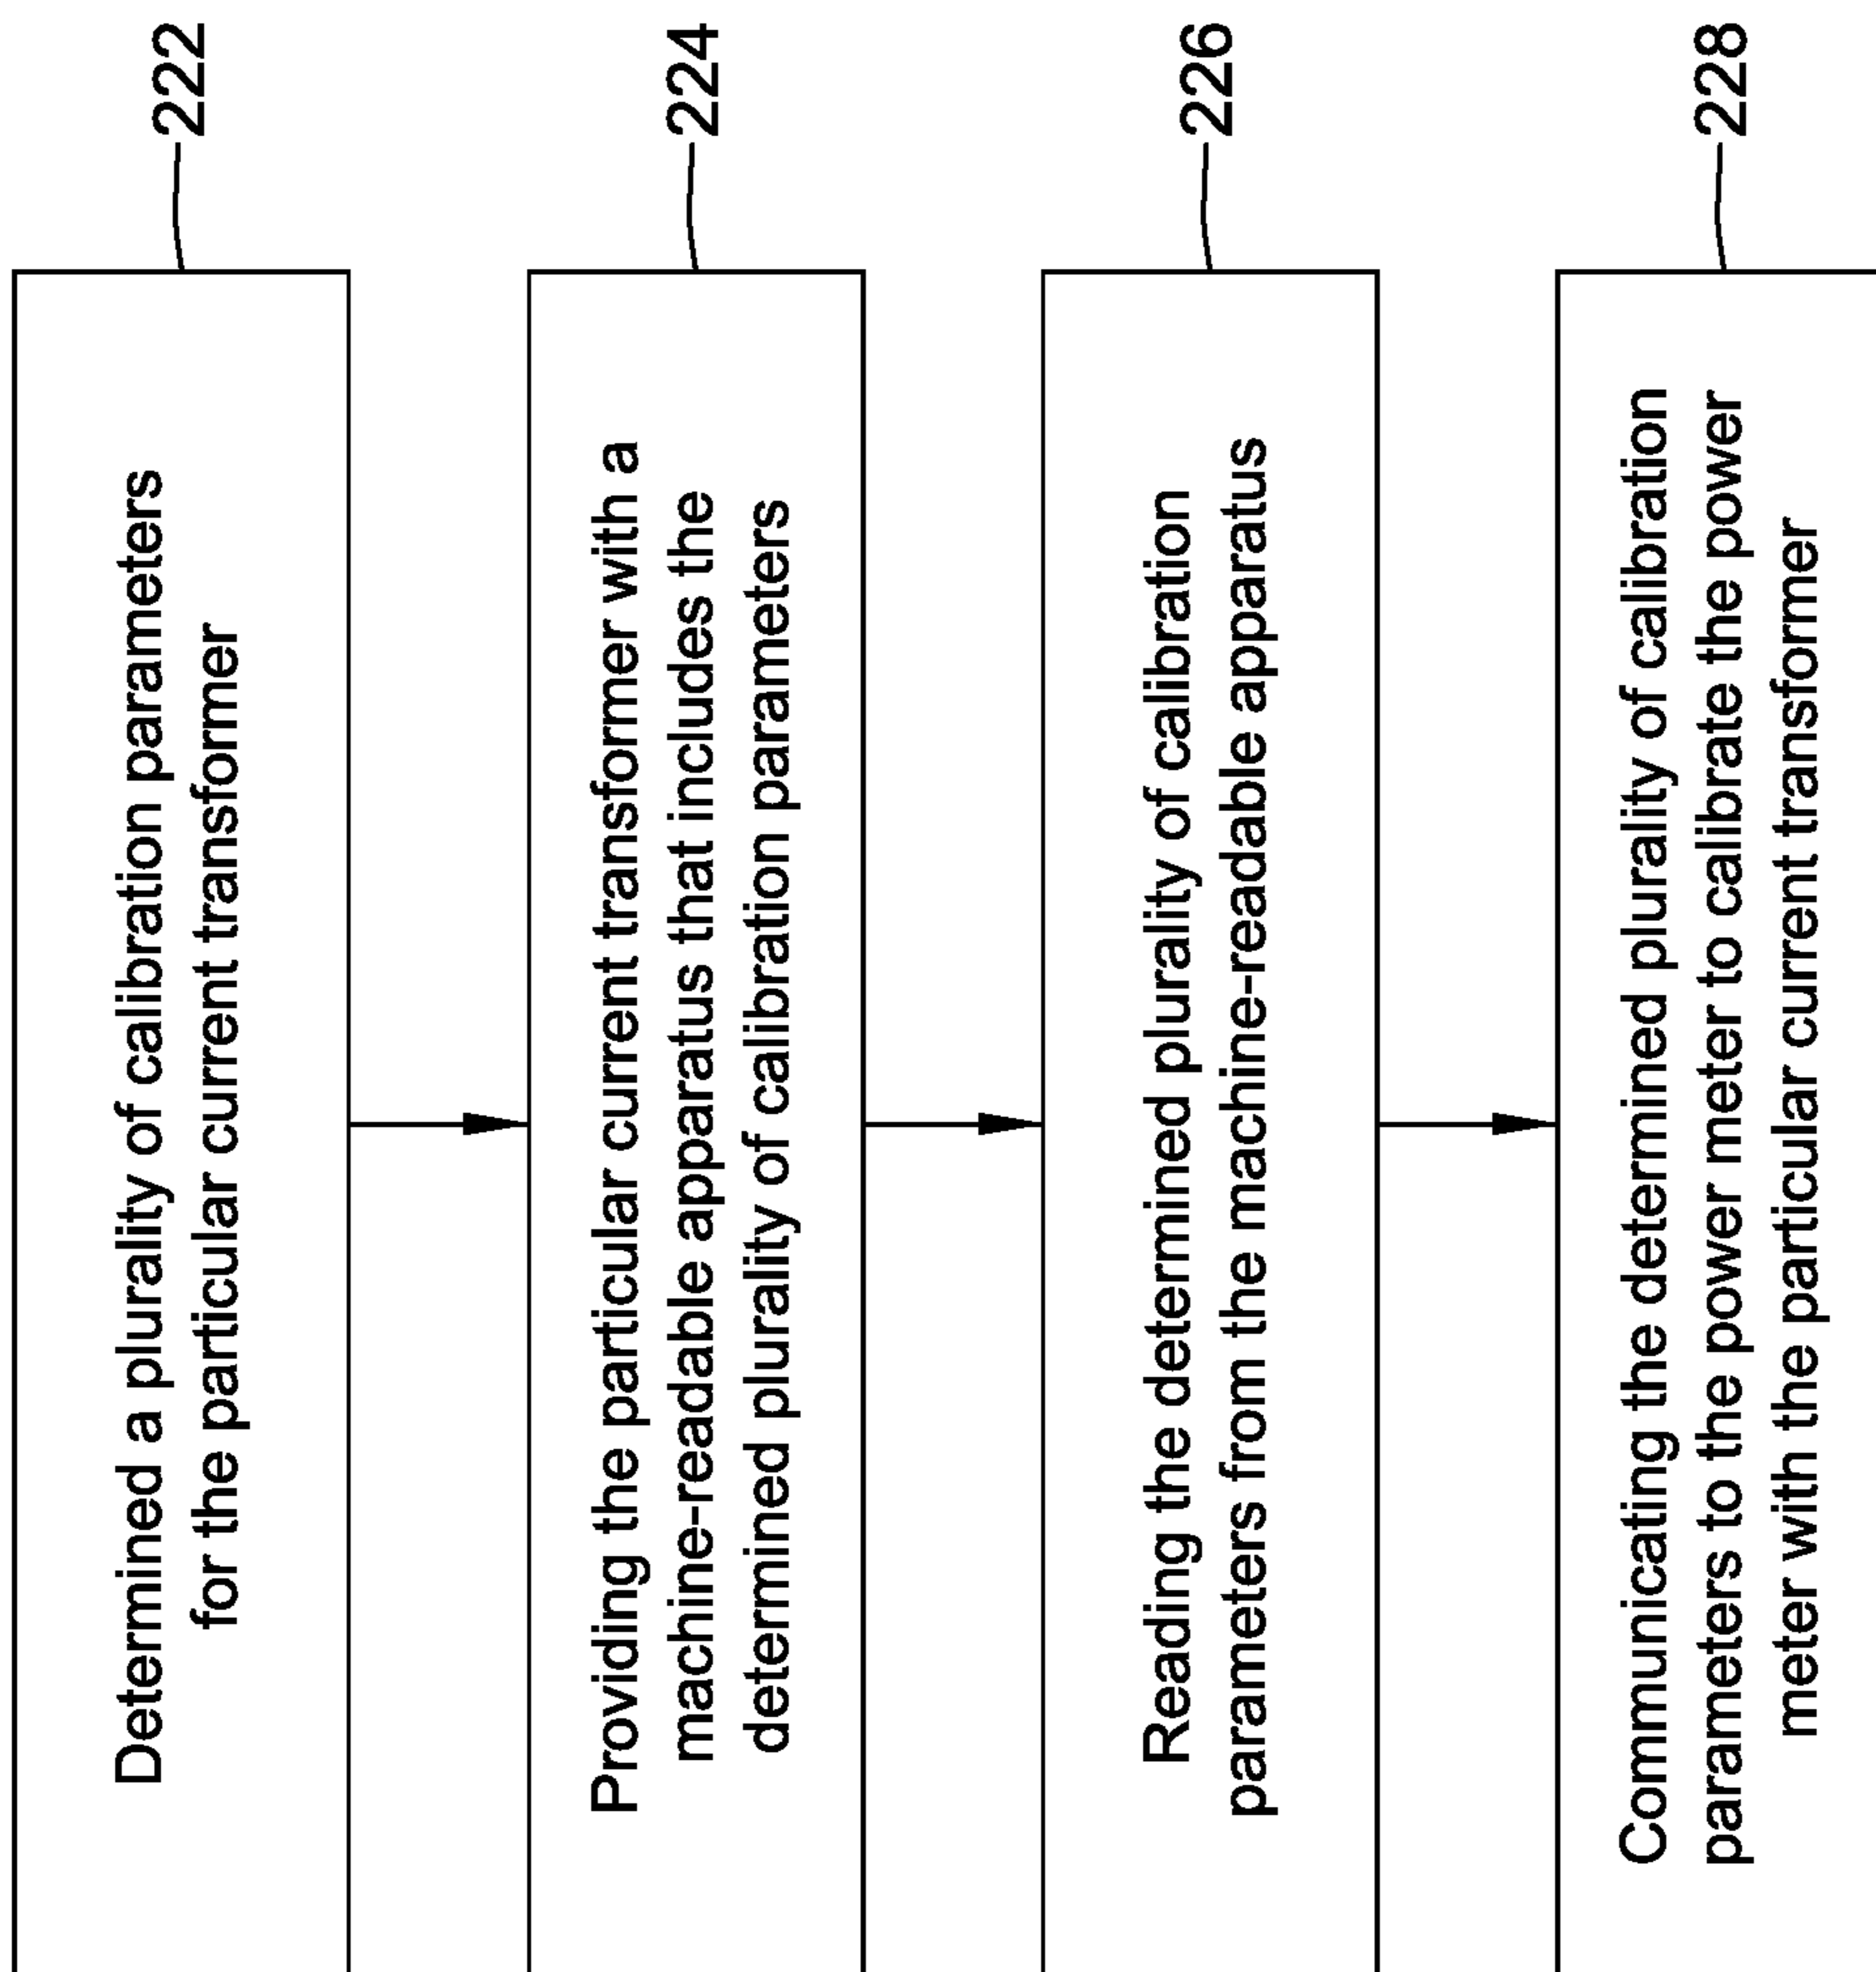 Determined a plurality of calibration parameters
for the particular current transformer
222
Providing the particular current transformer with a
machine-readable apparatus that includes the
determined plurality of calibration parameters
224
Reading the determined plurality of calibration
parameters from the machine-readable apparatus
226
Communicating the determined plurality of calibration
parameters to the power meter to calibrate the power
meter with the particular current transformer
228